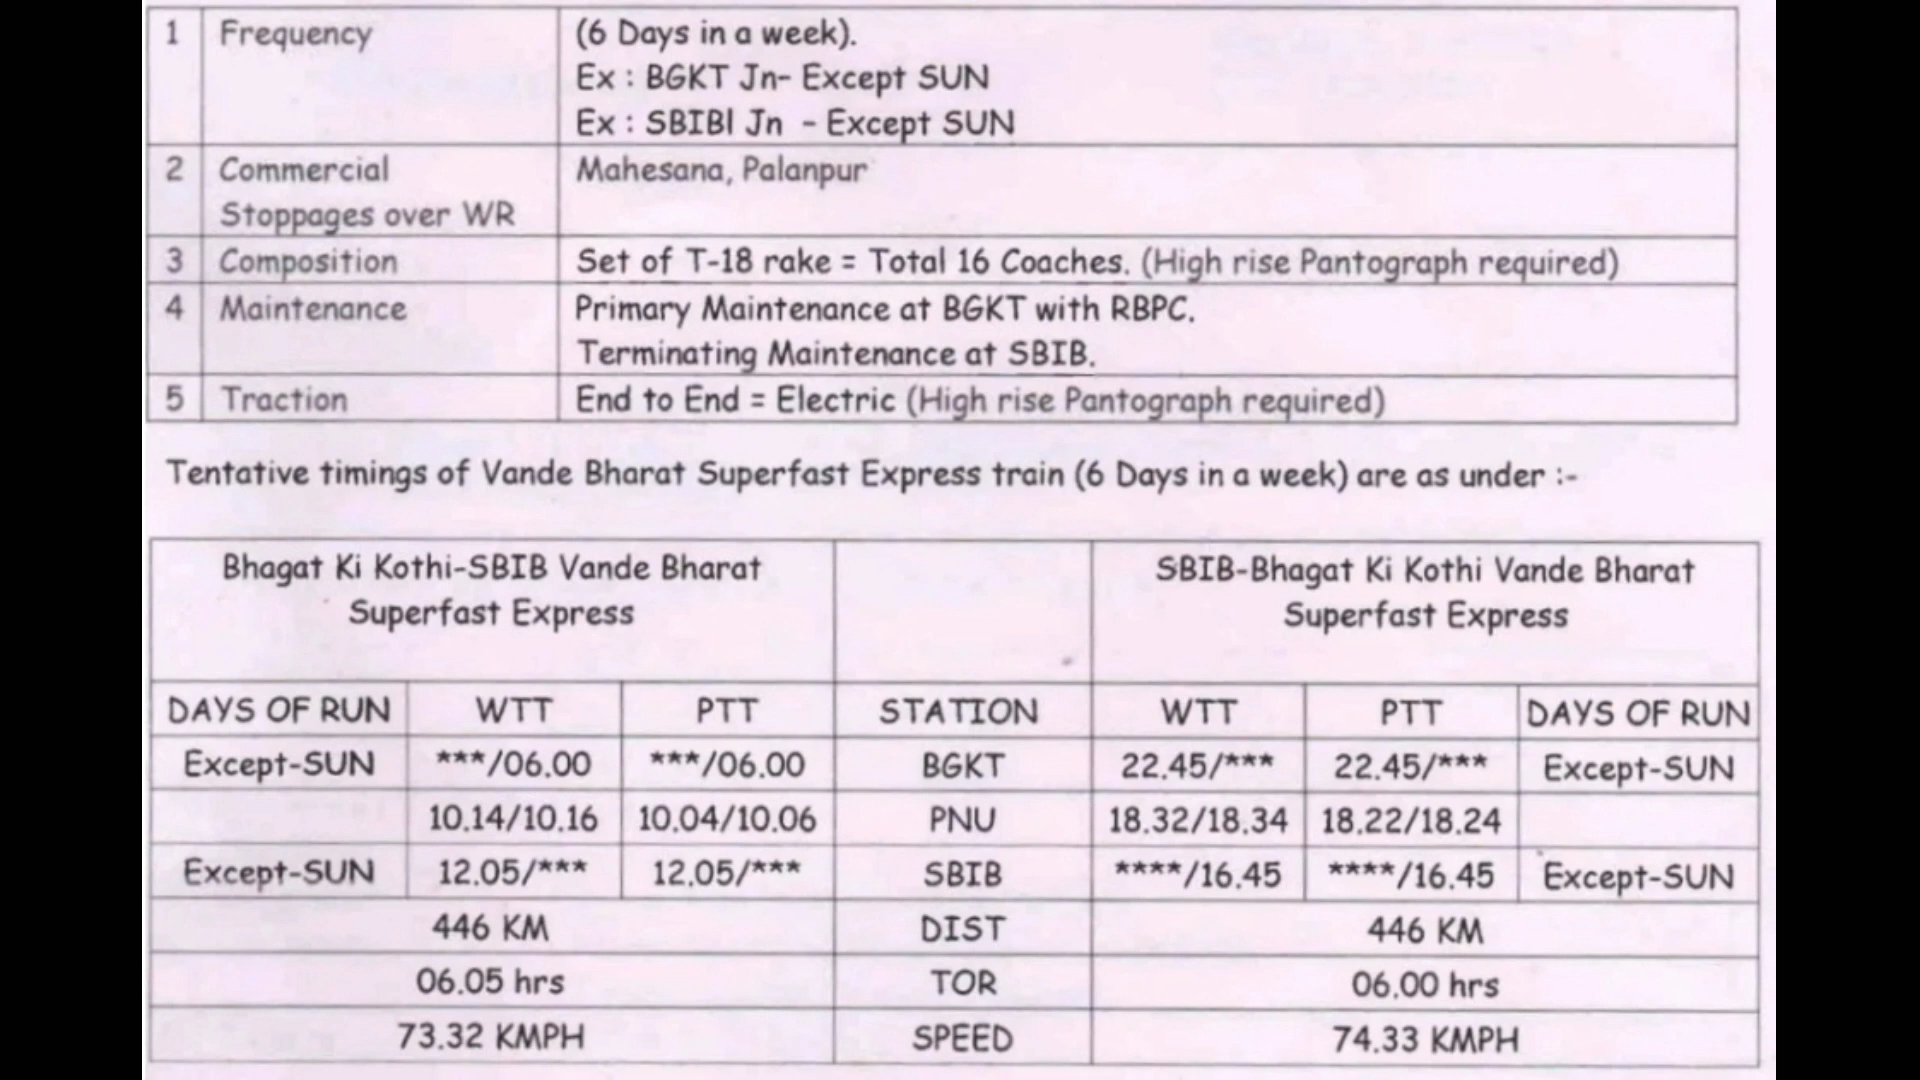 1 Frequency (6 Days in a week).
Ex : BGKT Jn- Except SUN
Ex : SBIBl Jn - Except SUN
2 Commercial Mahesana, Palanpur
Stoppages over WR
3 Composition Set of T-18 rake = Total 16 Coaches. (High rise Pantograph required)
4 Maintenance Primary Maintenance at BGKT with RBPC.
Terminating Maintenance at SBIB.
5 Traction End to End = Electric (High rise Pantograph required)
Tentative timings of Vande Bharat Superfast Express train (6 Days in a week) are as under :-
Bhagat Ki Kothi-SBIB Vande Bharat SBIB-Bhagat Ki Kothi Vande Bharat
Superfast Express Superfast Express
DAYS OF RUN WTT PTT STATION WTT PTT DAYS OF RUN
Except-SUN ***/06.00 ***/06.00 BGKT 22.45/*** 22.45/*** Except-SUN
10.14/10.16 10.04/10.06 PNU 18.32/18.34 18.22/18.24
Except-SUN 12.05/*** 12.05/*** SBIB ****/16.45 ****/16.45 Except-SUN
446 KM DIST 446 KM
06.05 hrs TOR 06.00 hrs
73.32 KMPH SPEED 74.33 KMPH